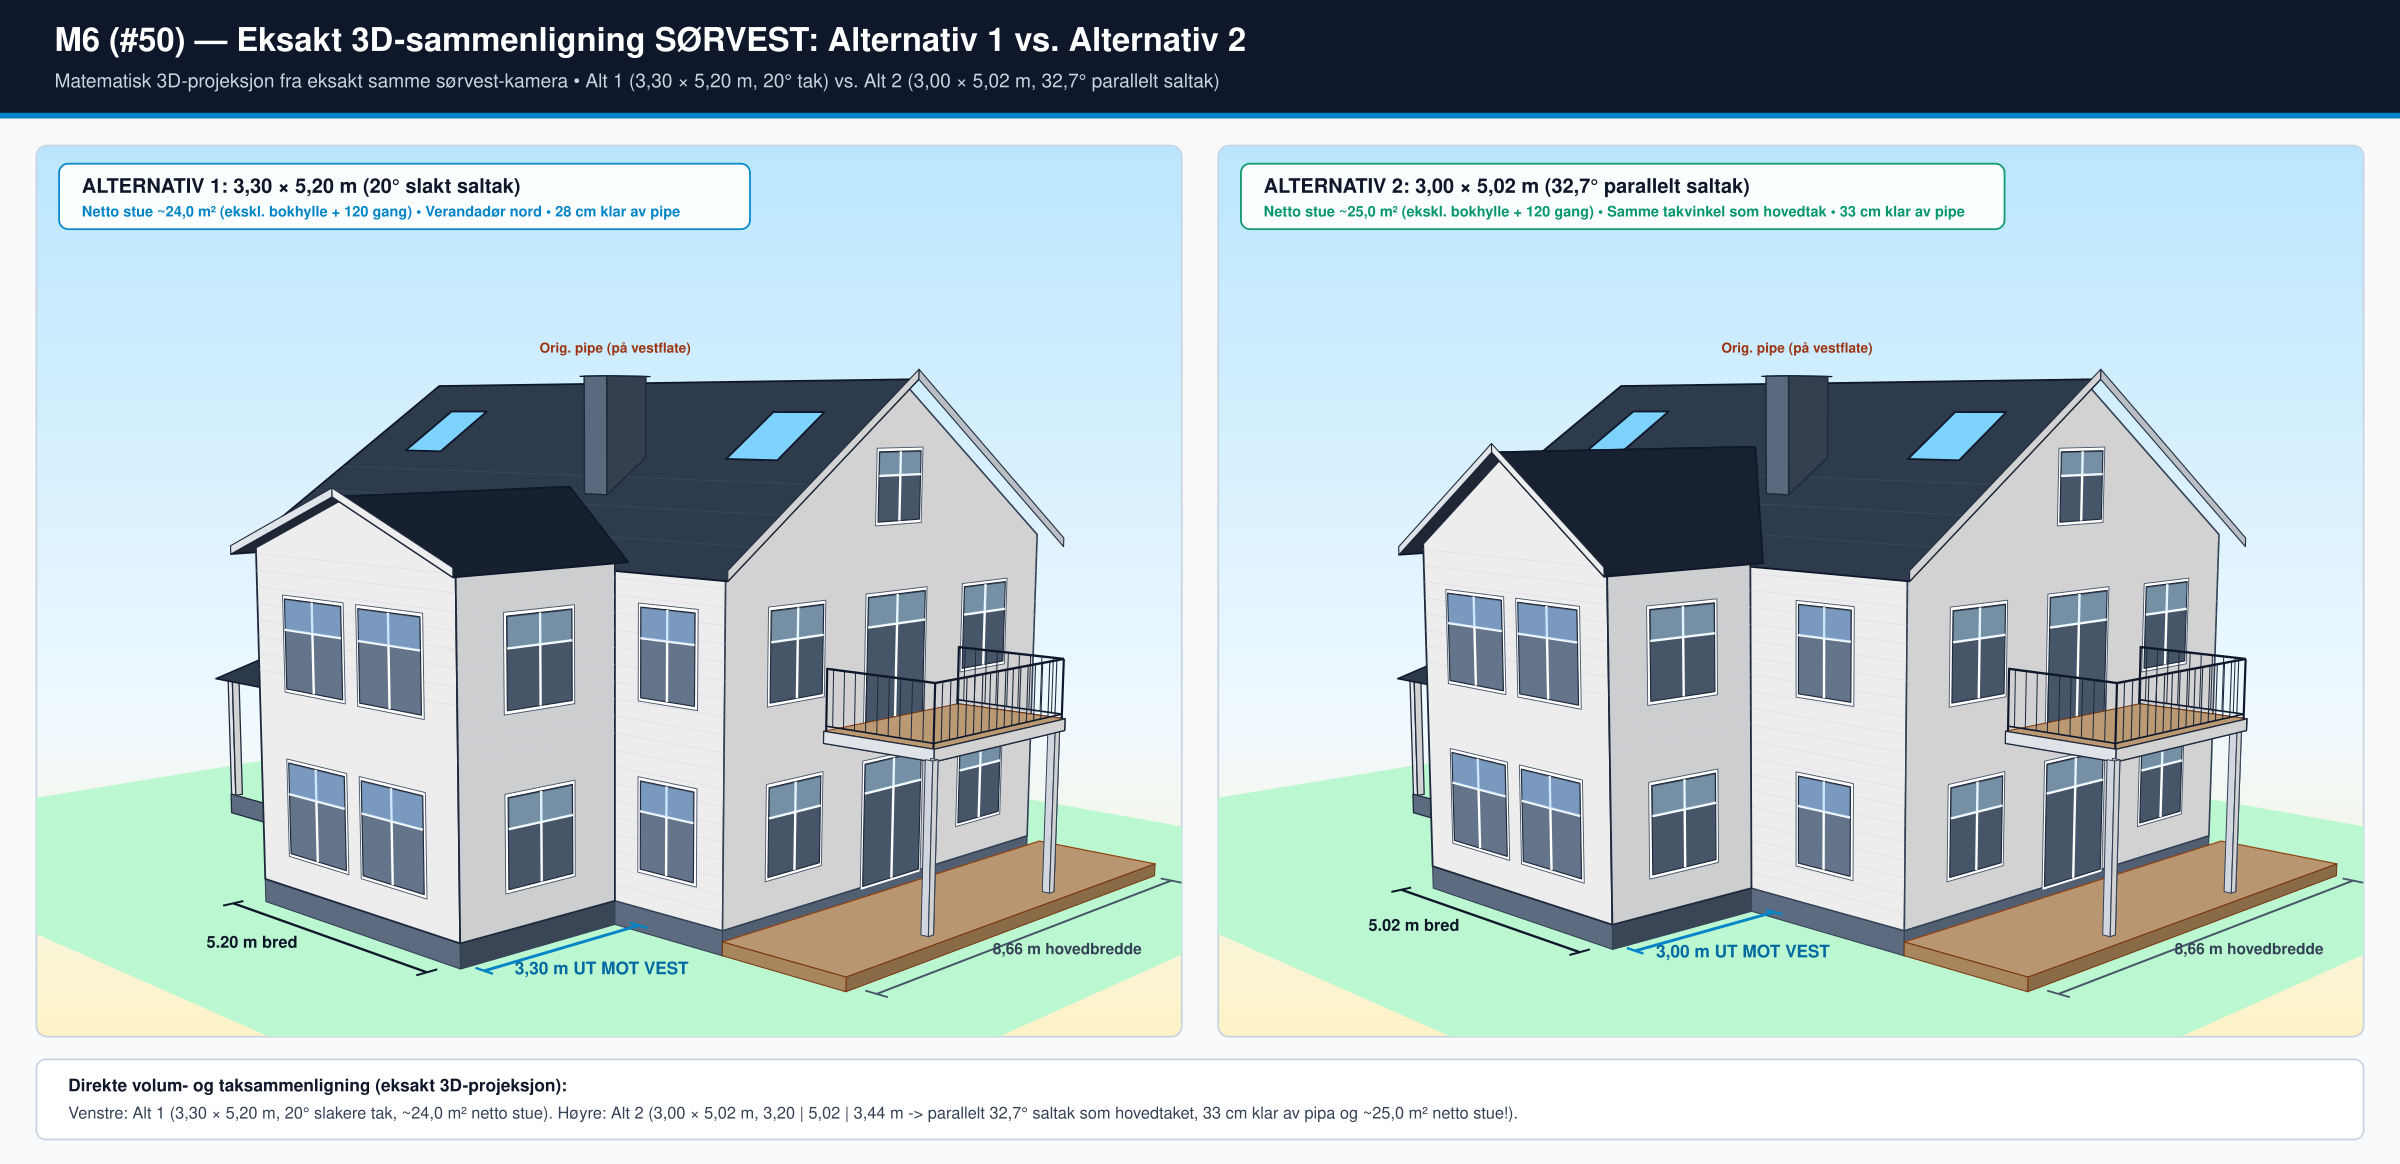 M6 (#50) — Eksakt 3D-sammenligning SØRVEST: Alternativ 1 vs. Alternativ 2
Matematisk 3D-projeksjon fra eksakt samme sørvest-kamera • Alt 1 (3,30 × 5,20 m, 20° tak) vs. Alt 2 (3,00 × 5,02 m, 32,7° parallelt saltak)
ALTERNATIV 1: 3,30 × 5,20 m (20° slakt saltak)
Netto stue ~24,0 m² (ekskl. bokhylle + 120 gang) • Verandadør nord • 28 cm klar av pipe
Orig. pipe (på vestflate)
5.20 m bred
3,30 m UT MOT VEST
8,66 m hovedbredde
ALTERNATIV 2: 3,00 × 5,02 m (32,7° parallelt saltak)
Netto stue ~25,0 m² (ekskl. bokhylle + 120 gang) • Samme takvinkel som hovedtak • 33 cm klar av pipe
Orig. pipe (på vestflate)
5.02 m bred
3,00 m UT MOT VEST
8,66 m hovedbredde
Direkte volum- og taksammenligning (eksakt 3D-projeksjon):
Venstre: Alt 1 (3,30 × 5,20 m, 20° slakere tak, ~24,0 m² netto stue). Høyre: Alt 2 (3,00 × 5,02 m, 3,20 | 5,02 | 3,44 m -> parallelt 32,7° saltak som hovedtaket, 33 cm klar av pipa og ~25,0 m² netto stue!).